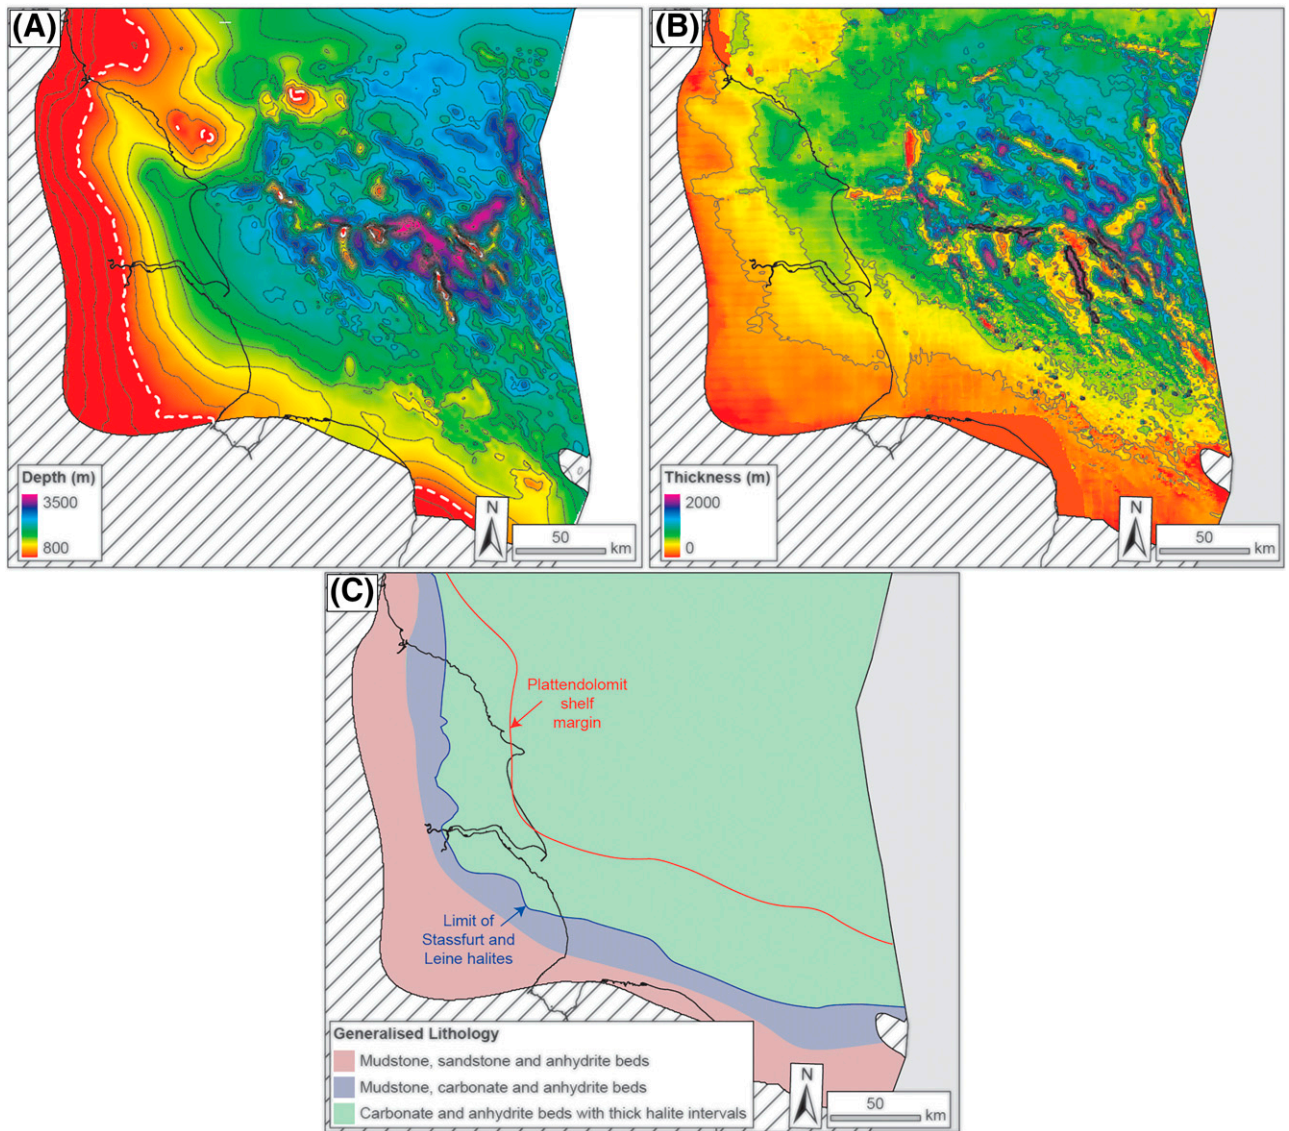 (A)
Depth (m)
3500
800
N
50
km
(B)
Thickness (m)
2000
0
N
50
km
(C)
Plattendolomit
shelf
margin
Limit of
Stassfurt and
Leine halites
Generalised Lithology
Mudstone, sandstone and anhydrite beds
Mudstone, carbonate and anhydrite beds
Carbonate and anhydrite beds with thick halite intervals
N
50
km